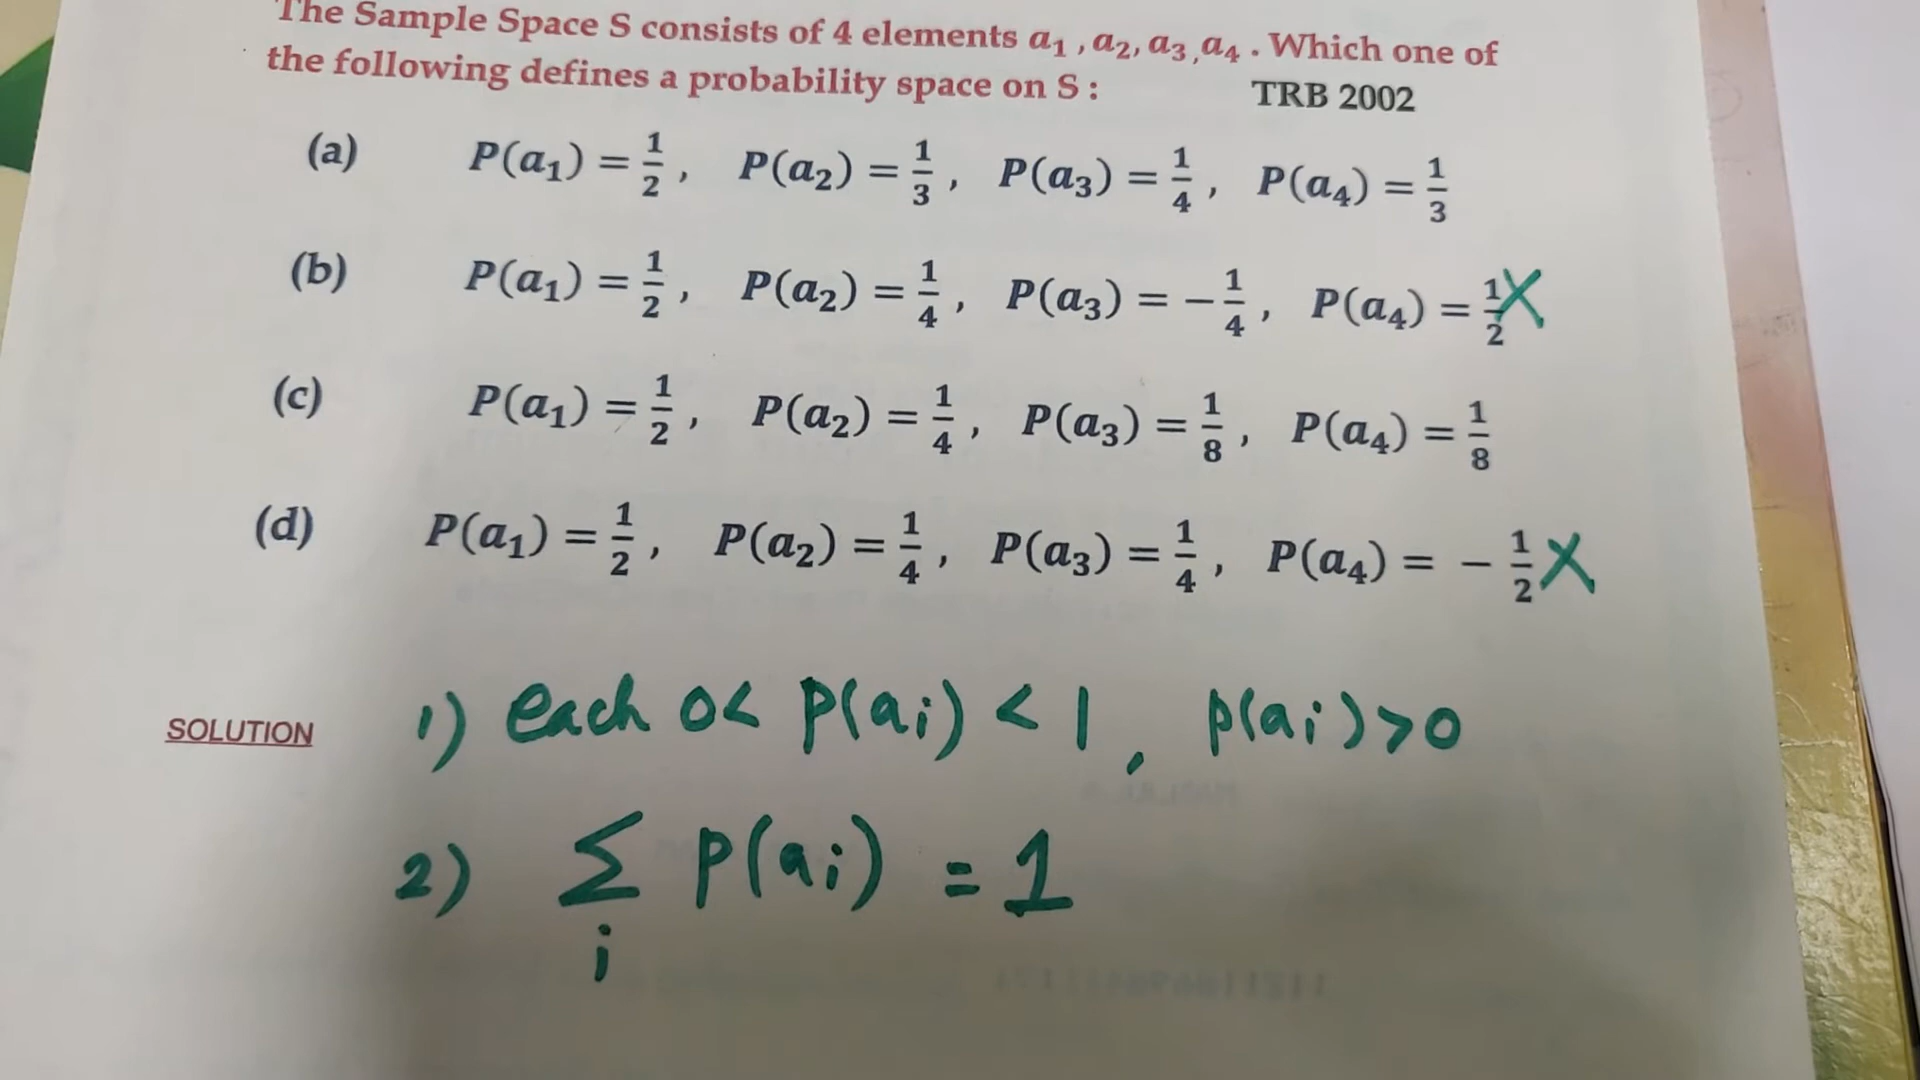 The Sample Space S consists of 4 elements a₁ , a₂, a₃ , a₄ . Which one of
the following defines a probability space on S :
TRB 2002
(a) P(a₁) = 1/2 , P(a₂) = 1/3 , P(a₃) = 1/4 , P(a₄) = 1/3
(b) P(a₁) = 1/2 , P(a₂) = 1/4 , P(a₃) = − 1/4 , P(a₄) = 1/2 X
(c) P(a₁) = 1/2 , P(a₂) = 1/4 , P(a₃) = 1/8 , P(a₄) = 1/8
(d) P(a₁) = 1/2 , P(a₂) = 1/4 , P(a₃) = 1/4 , P(a₄) = − 1/2 X
SOLUTION
1) each 0< p(ai) < 1 , p(ai)>0
2) Σ p(ai) = 1
i